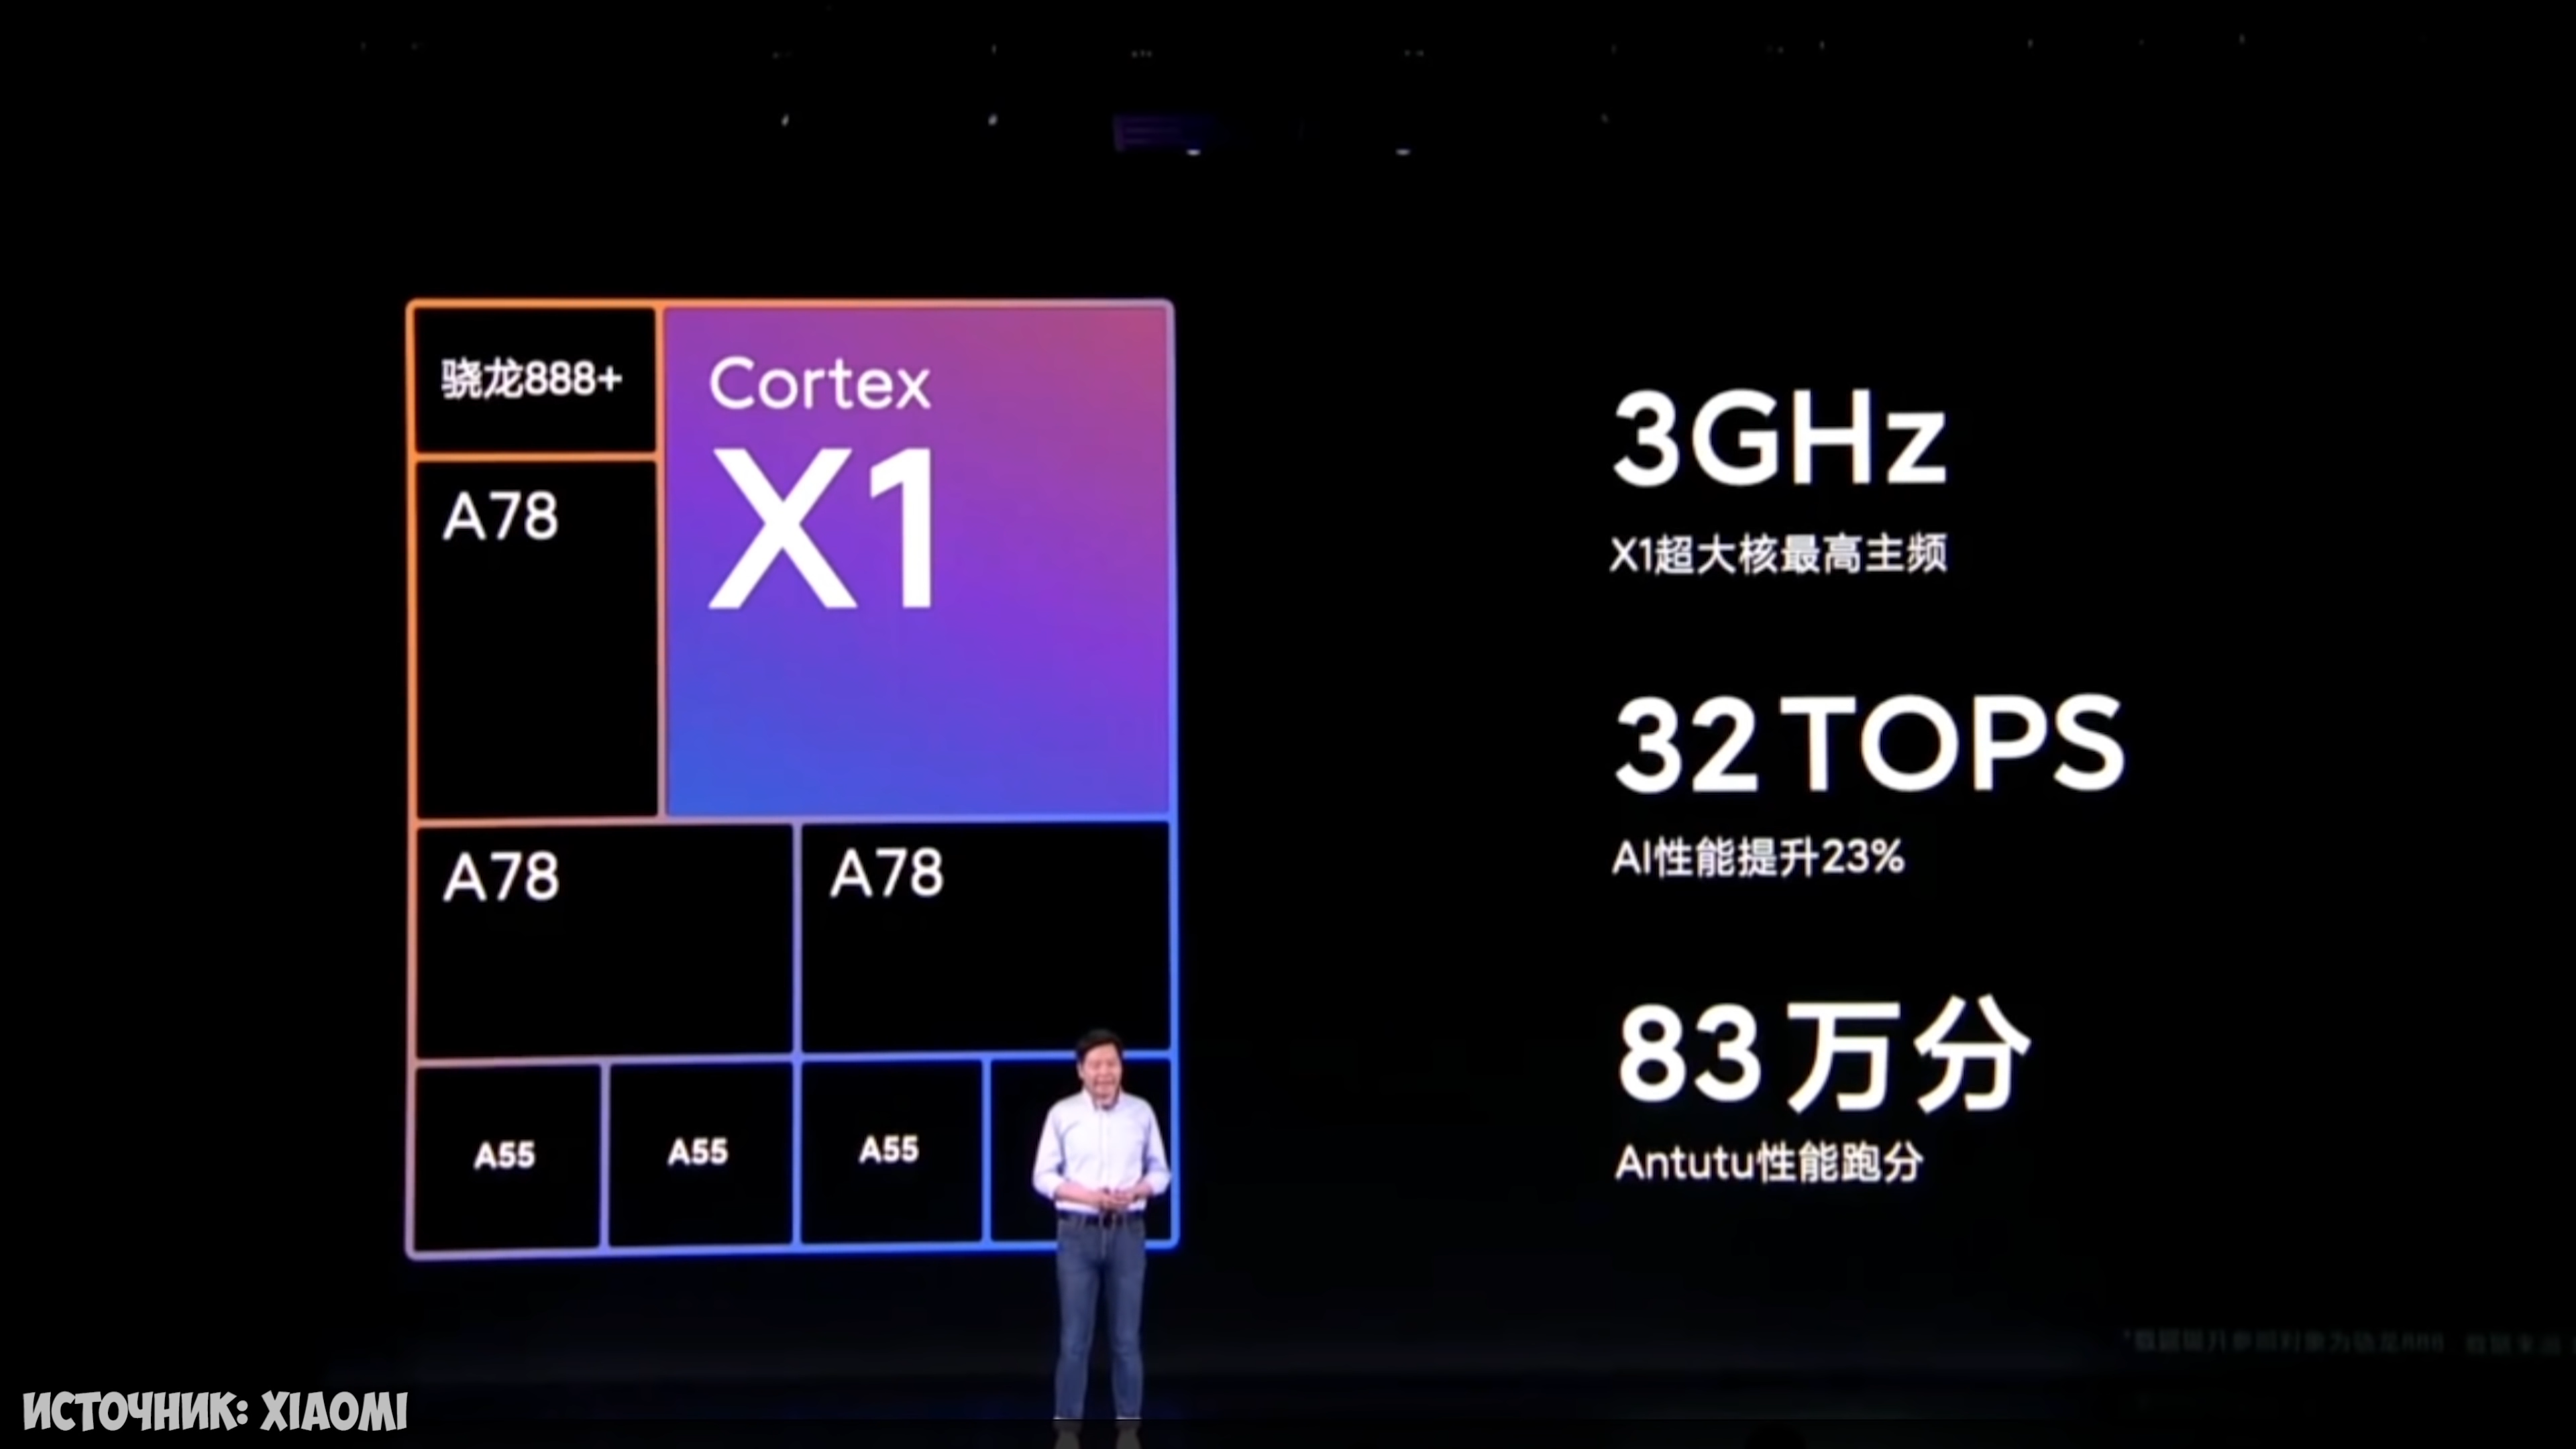 骁龙888+
Cortex
X1
A78
A78
A78
A55
A55
A55
3GHz
X1超大核最高主频
32 TOPS
AI性能提升23%
83万分
Antutu性能跑分
ИСТОЧНИК: XIAOMI